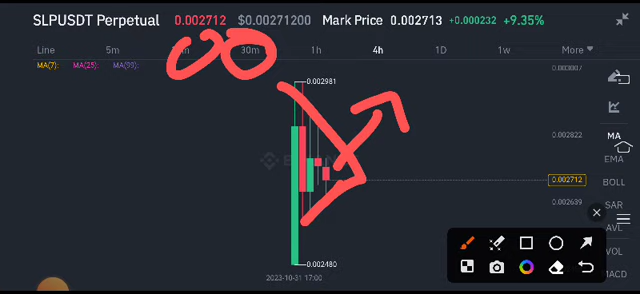 SLPUSDT Perpetual 0.002712 $0.00271200 Mark Price 0.002713 +0.000232 +9.35%
Line 5m 30m 1h 4h 1D 1w More
MA(7): MA(25): MA(99):
0.002981
0.002822
MA
EMA
0.002712
BOLL
0.002639
SAR
AVL
VOL
0.002480
MACD
2023-10-31 17:00